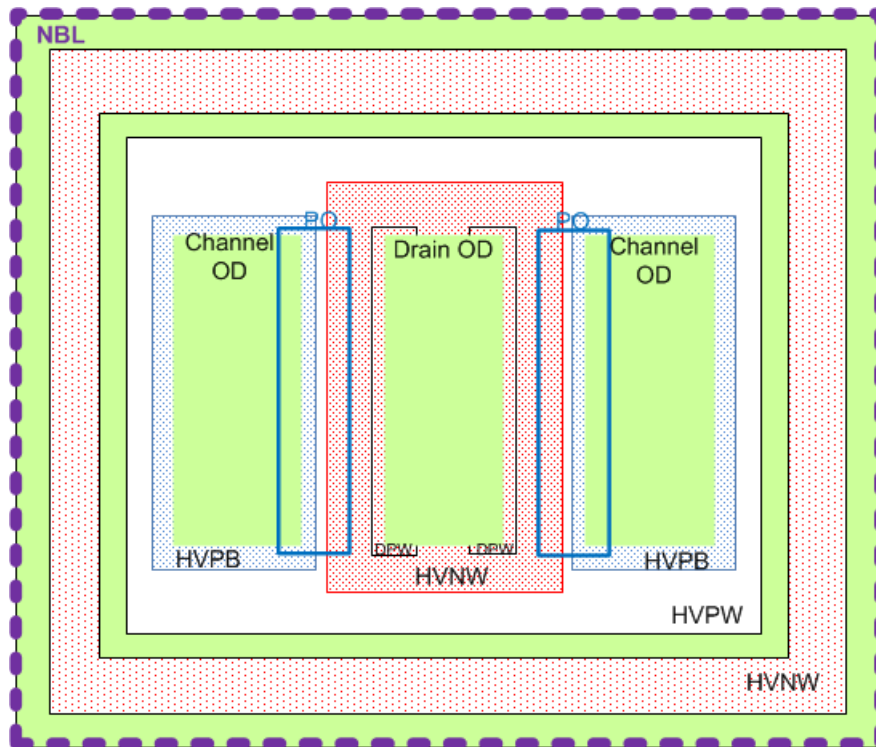 NBL
PO
PO
Channel
OD
Drain OD
Channel
OD
DPW
DPW
HVPB
HVNW
HVPB
HVPW
HVNW